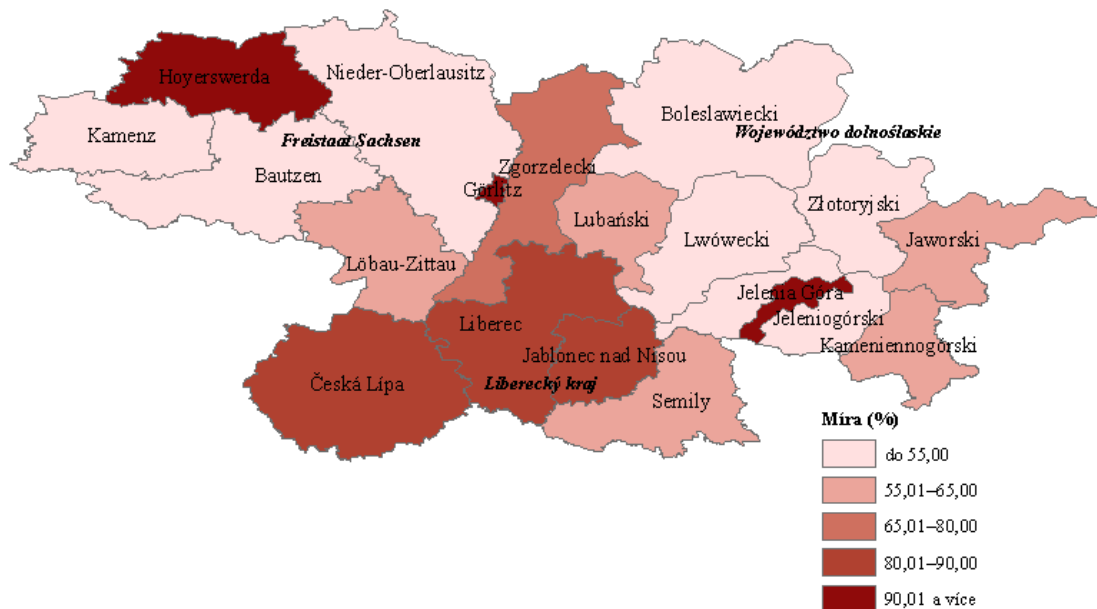 Hoyerswerda
Nieder-Oberlausitz
Kamenz
Freistaat Sachsen
Bautzen
Görlitz
Zgorzelecki
Boleslawiecki
Województwo dolnoślaskie
Lubański
Złotoryjski
Lwówecki
Jaworski
Löbau-Zittau
Jelenia Góra
Jeleniogórski
Kameniennogórski
Liberec
Jablonec nad Nisou
Česká Lípa
Liberecký kraj
Semily
Míra (%)
do 55,00
55,01–65,00
65,01–80,00
80,01–90,00
90,01 a více